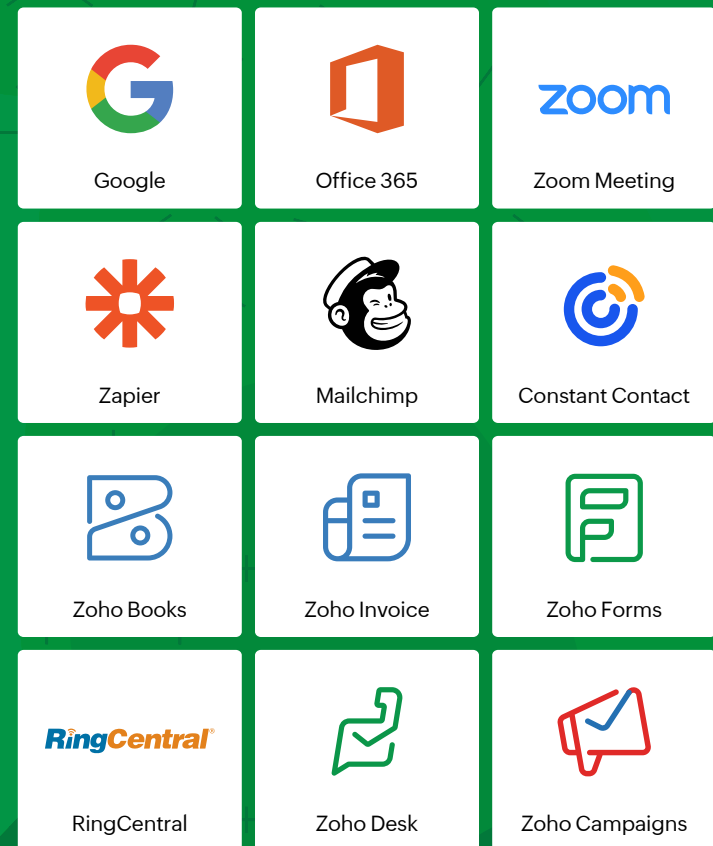 Google
Office 365
zoom
Zoom Meeting
Zapier
Mailchimp
Constant Contact
Zoho Books
Zoho Invoice
Zoho Forms
RingCentral®
RingCentral
Zoho Desk
Zoho Campaigns